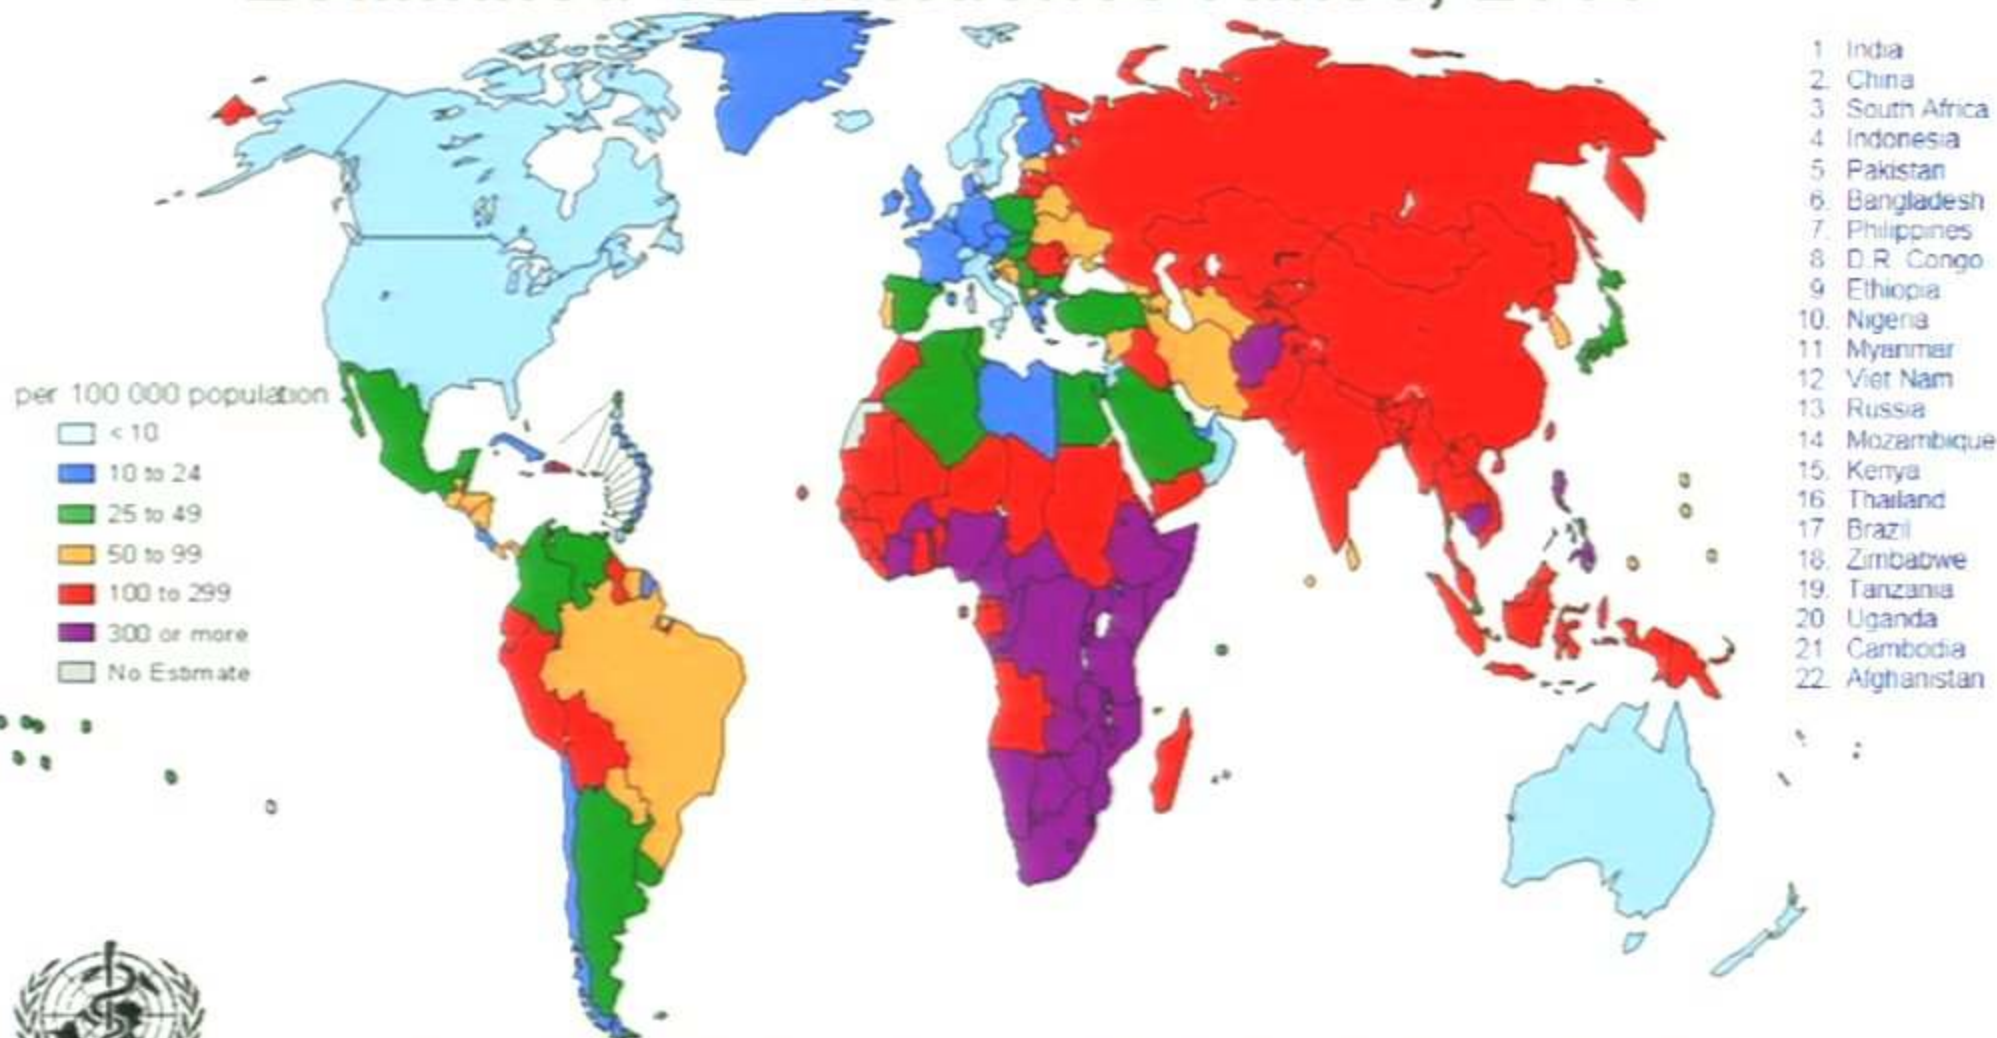 per 100 000 population
< 10
10 to 24
25 to 49
50 to 99
100 to 299
300 or more
No Estimate
1 India
2. China
3 South Africa
4 Indonesia
5 Pakistan
6. Bangladesh
7. Philippines
8 D.R. Congo
9 Ethiopia
10. Nigeria
11 Myanmar
12 Viet Nam
13 Russia
14 Mozambique
15. Kenya
16 Thailand
17 Brazil
18. Zimbabwe
19. Tanzania
20 Uganda
21 Cambodia
22. Afghanistan